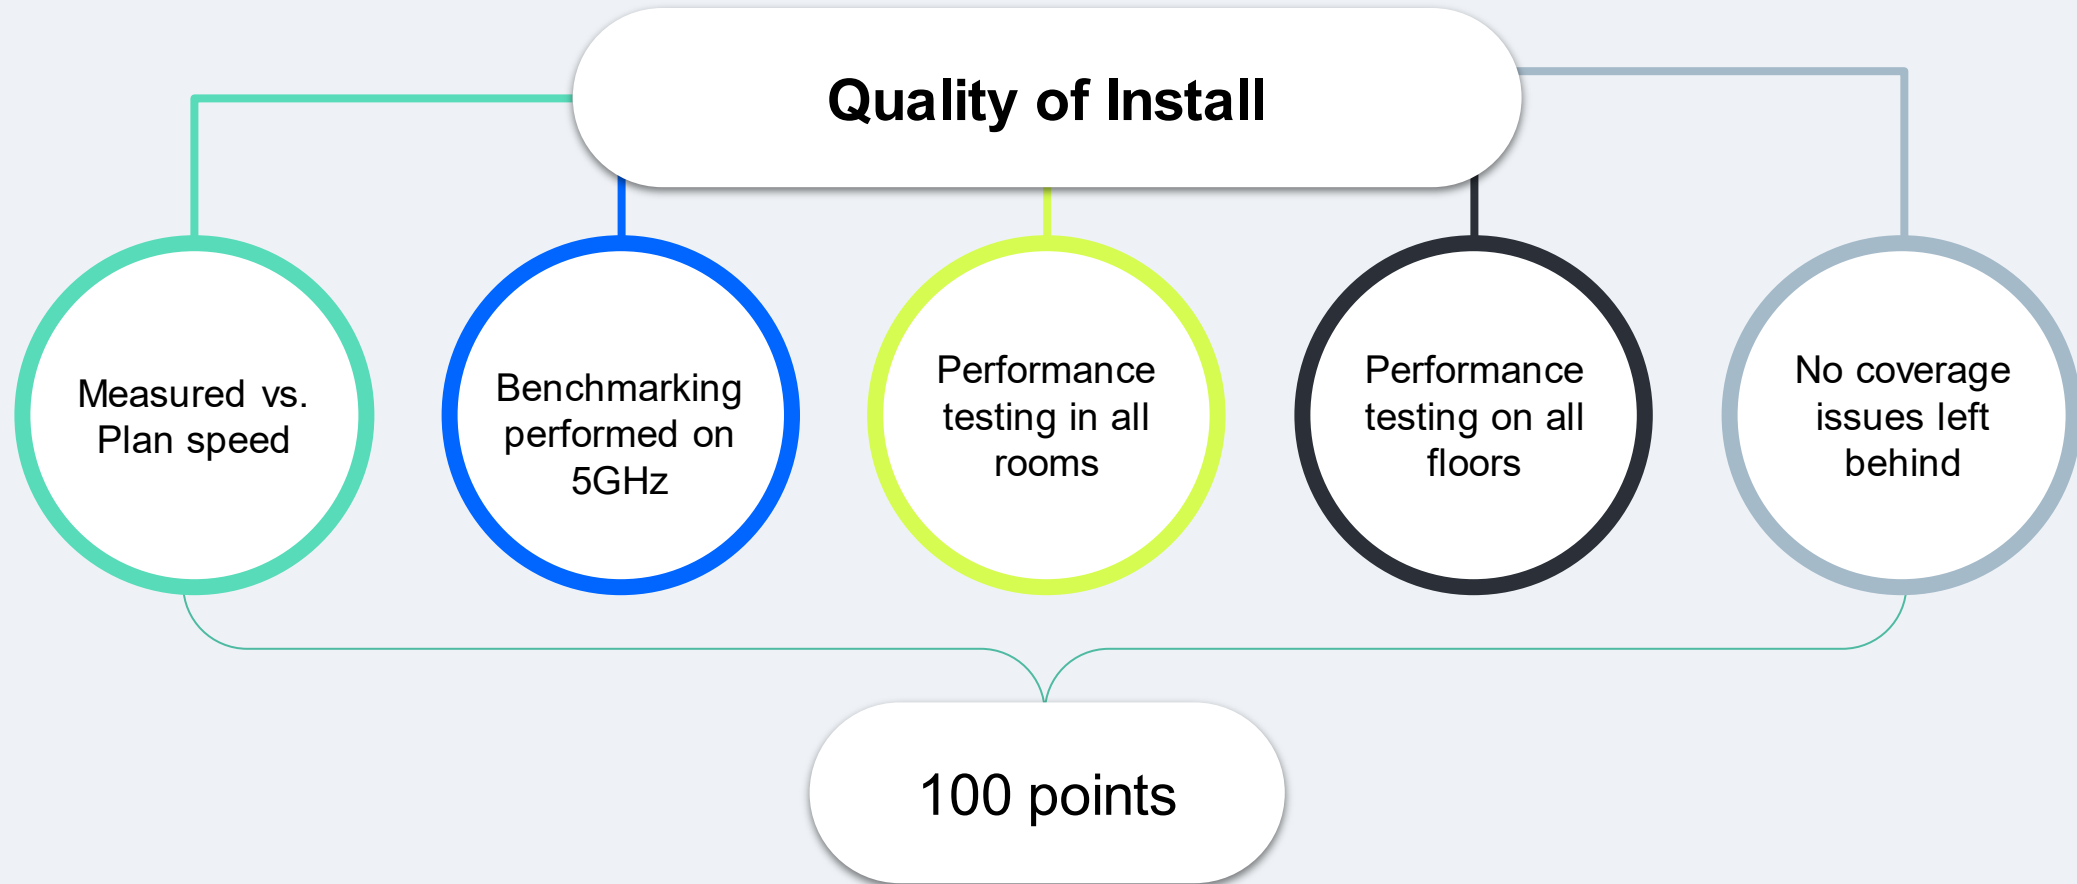 Quality of Install
Measured vs.
Plan speed
Benchmarking
performed on
5GHz
Performance
testing in all
rooms
Performance
testing on all
floors
No coverage
issues left
behind
100 points